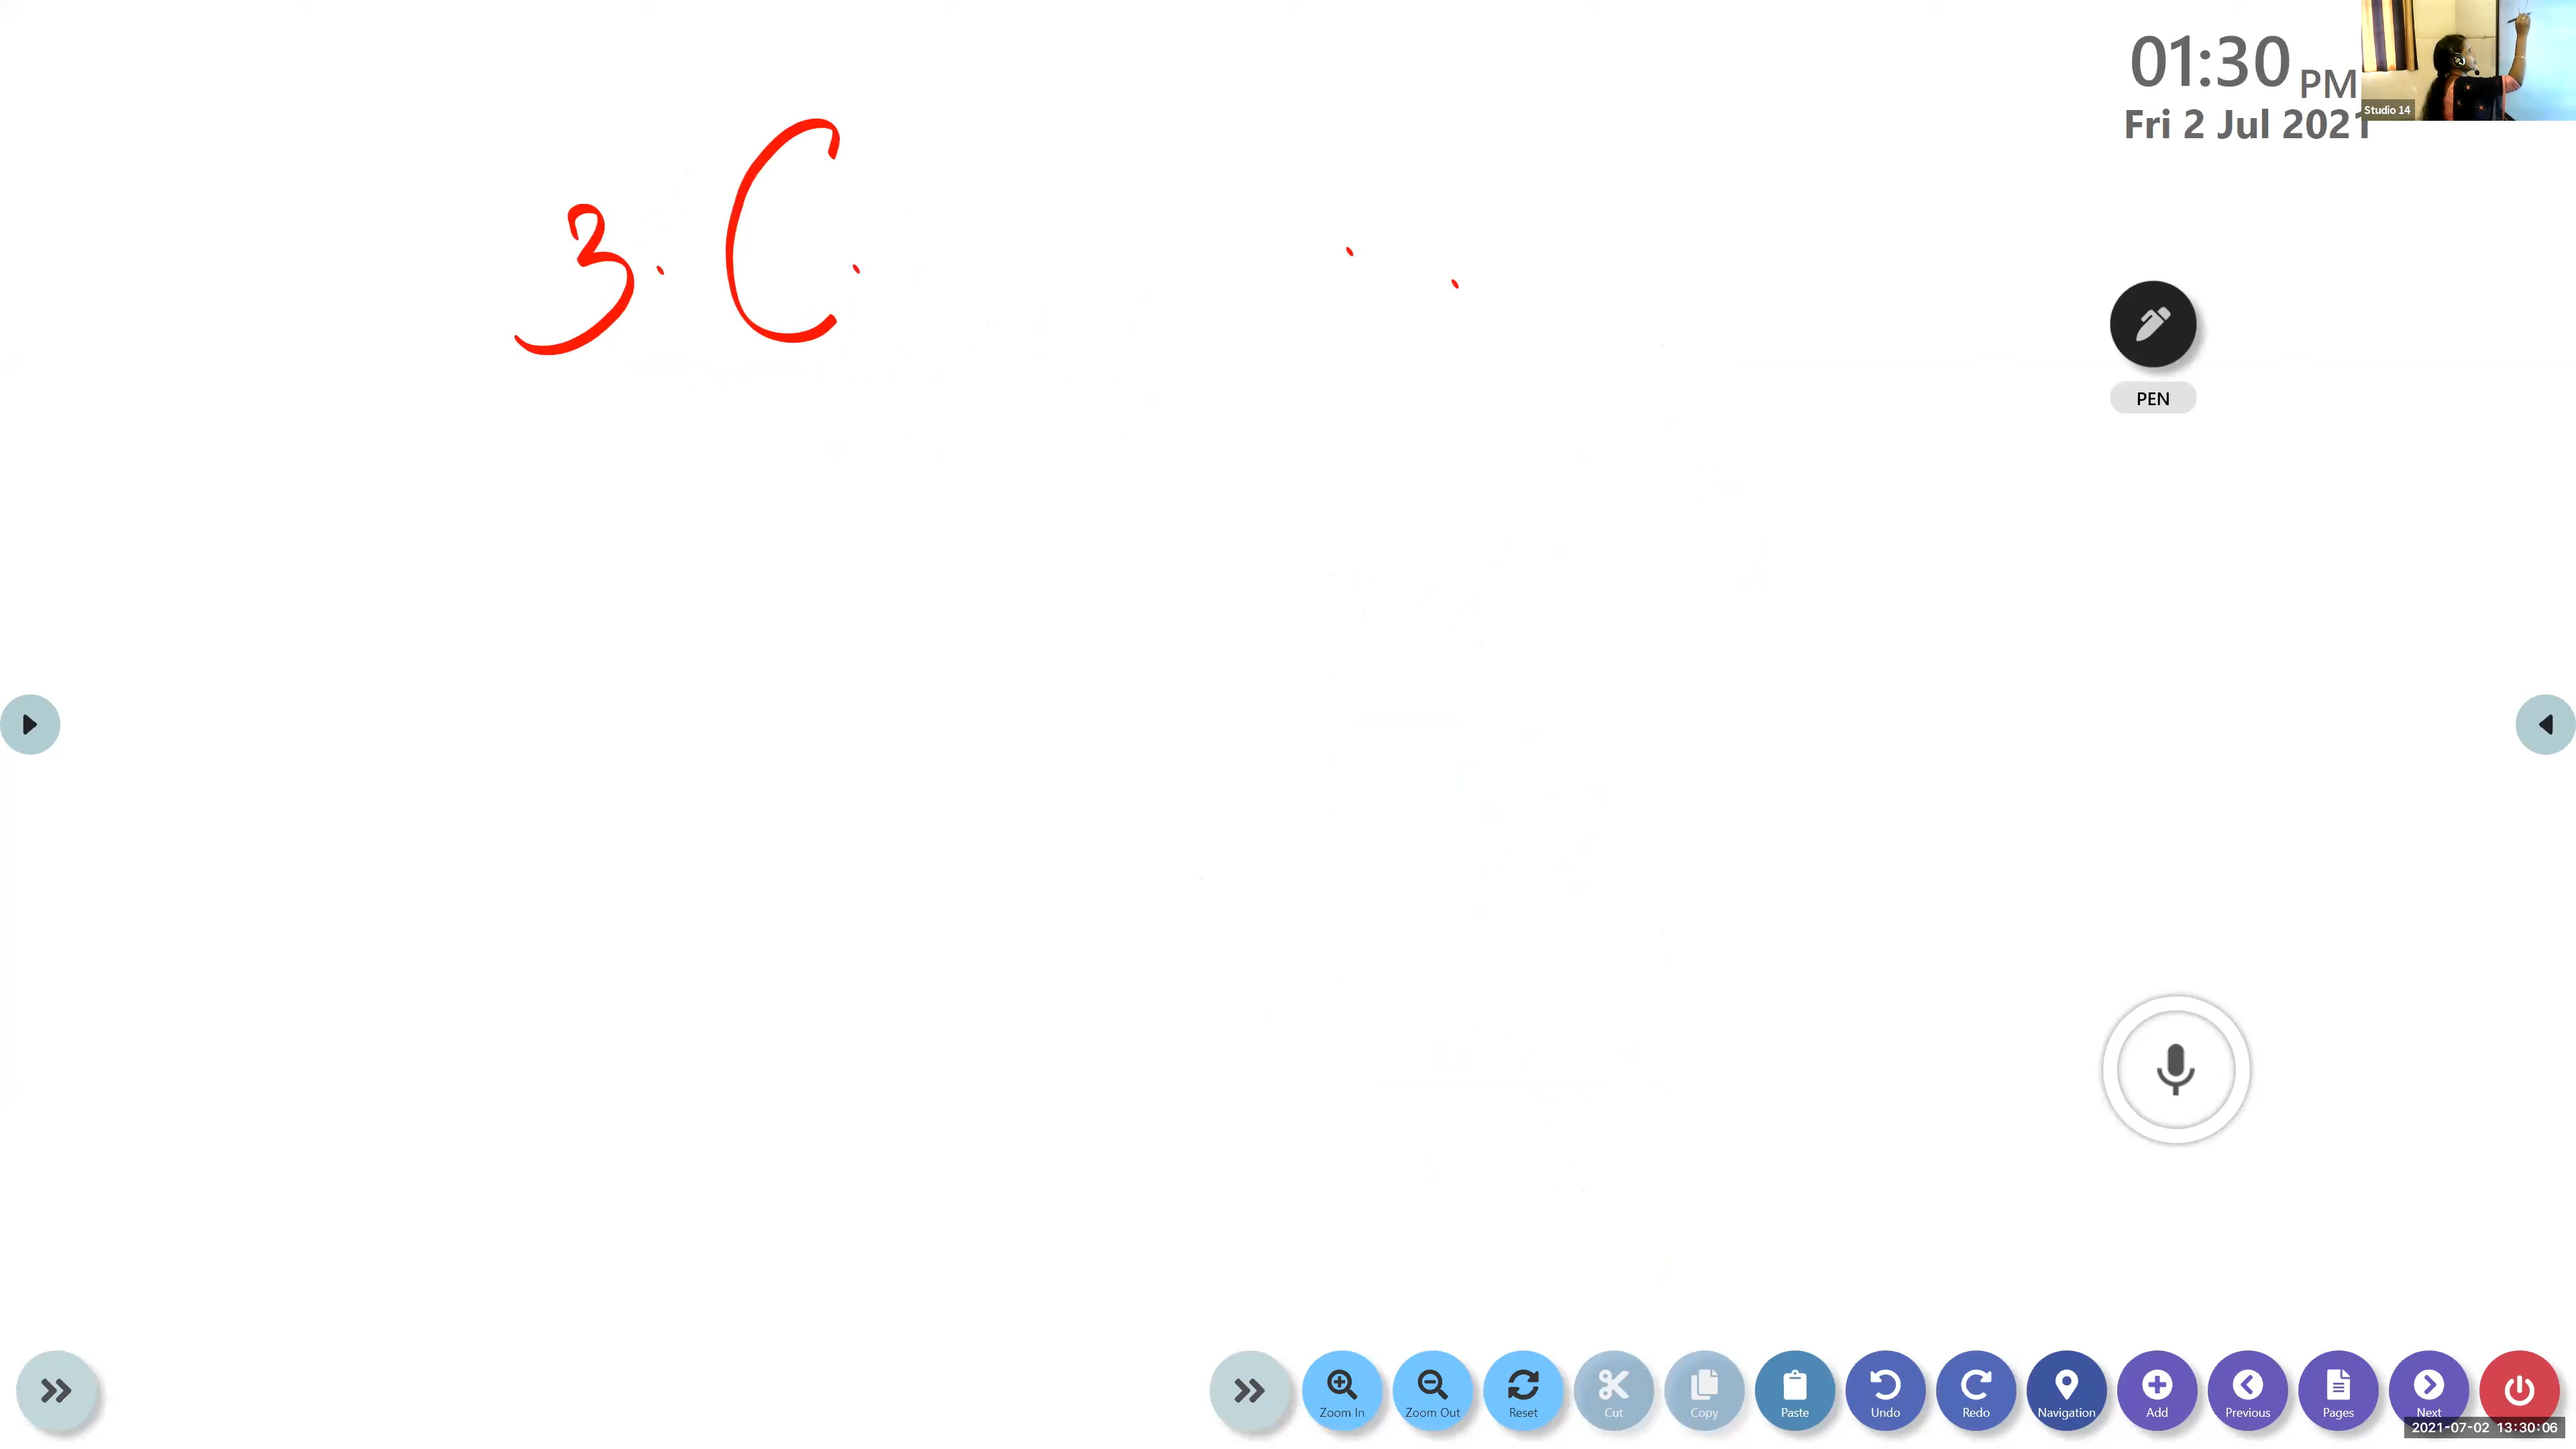 01:30 PM
Fri 2 Jul 2021
Studio 14
3. C.
PEN
Zoom In
Zoom Out
Reset
Cut
Copy
Paste
Undo
Redo
Navigation
Add
Previous
Pages
Next
2021-07-02 13:30:06